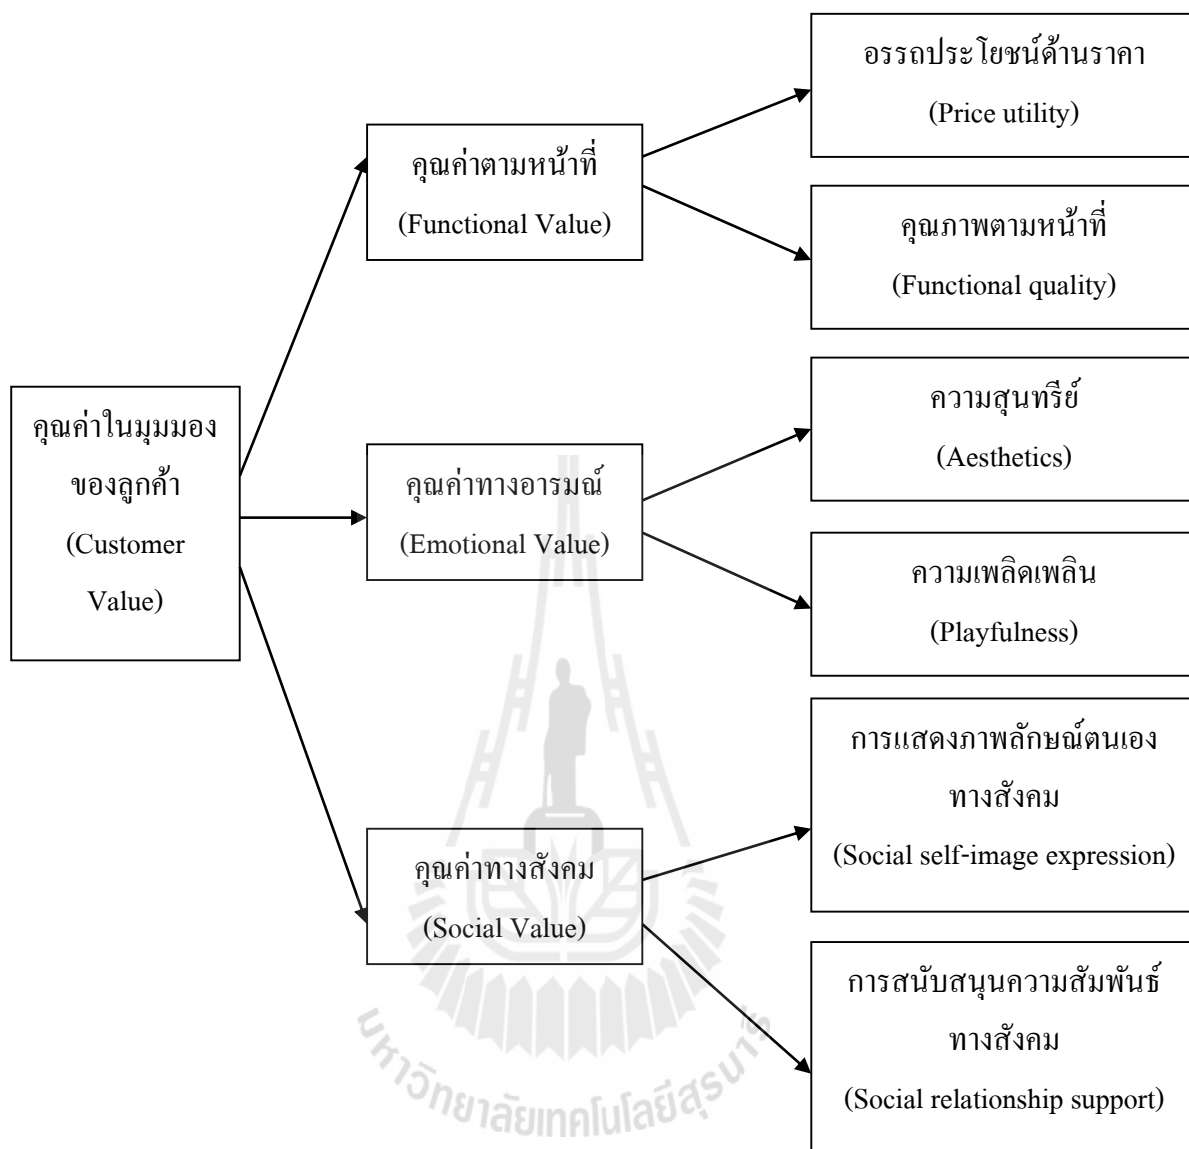 อรรถประโยชน์ด้านราคา
(Price utility)
คุณค่าตามหน้าที่
(Functional Value)
คุณภาพตามหน้าที่
(Functional quality)
คุณค่าในมุมมอง
ของลูกค้า
(Customer
Value)
ความสุนทรีย์
(Aesthetics)
คุณค่าทางอารมณ์
(Emotional Value)
ความเพลิดเพลิน
(Playfulness)
การแสดงภาพลักษณ์ตนเอง
ทางสังคม
(Social self-image expression)
คุณค่าทางสังคม
(Social Value)
การสนับสนุนความสัมพันธ์
ทางสังคม
(Social relationship support)
มหาวิทยาลัยเทคโนโลยีสุรนารี